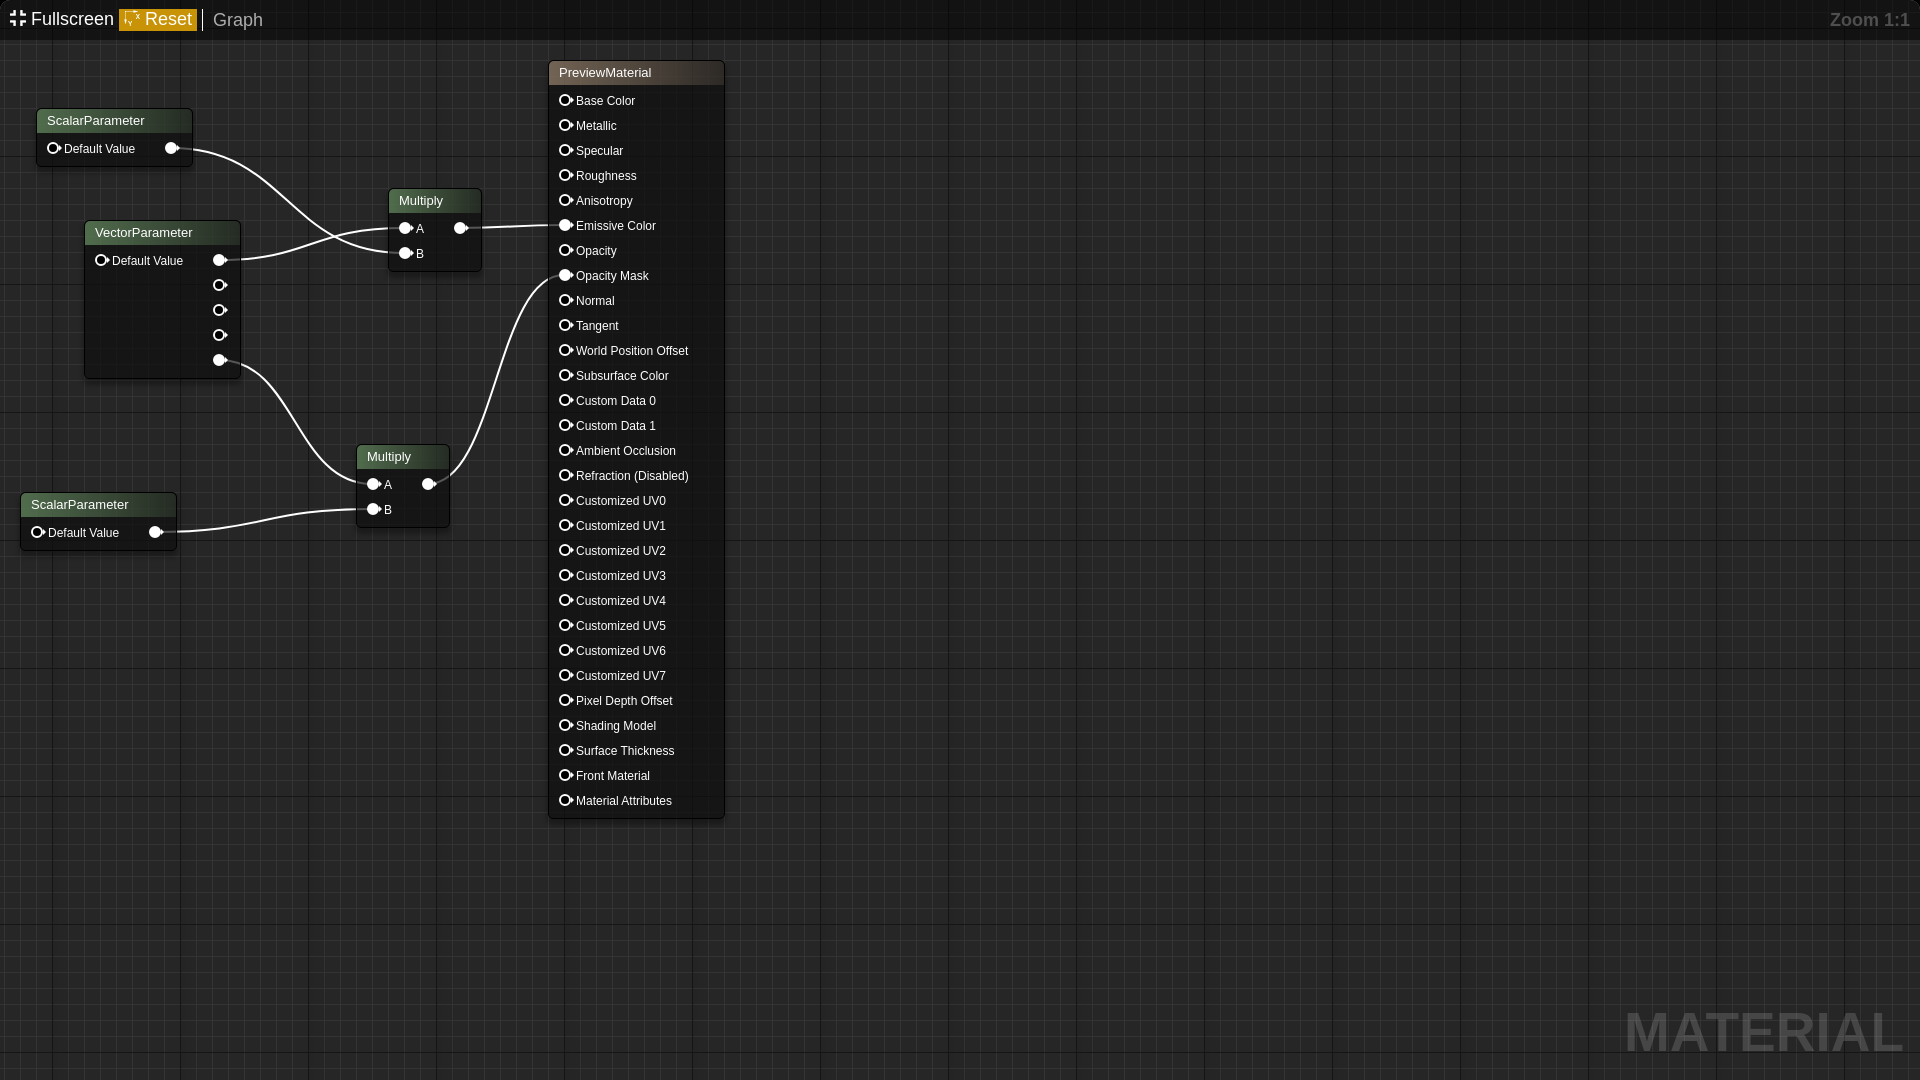 Fullscreen Reset Graph
Zoom 1:1
ScalarParameter
Default Value
VectorParameter
Default Value
ScalarParameter
Default Value
Multiply
A
B
Multiply
A
B
PreviewMaterial
Base Color
Metallic
Specular
Roughness
Anisotropy
Emissive Color
Opacity
Opacity Mask
Normal
Tangent
World Position Offset
Subsurface Color
Custom Data 0
Custom Data 1
Ambient Occlusion
Refraction (Disabled)
Customized UV0
Customized UV1
Customized UV2
Customized UV3
Customized UV4
Customized UV5
Customized UV6
Customized UV7
Pixel Depth Offset
Shading Model
Surface Thickness
Front Material
Material Attributes
MATERIAL